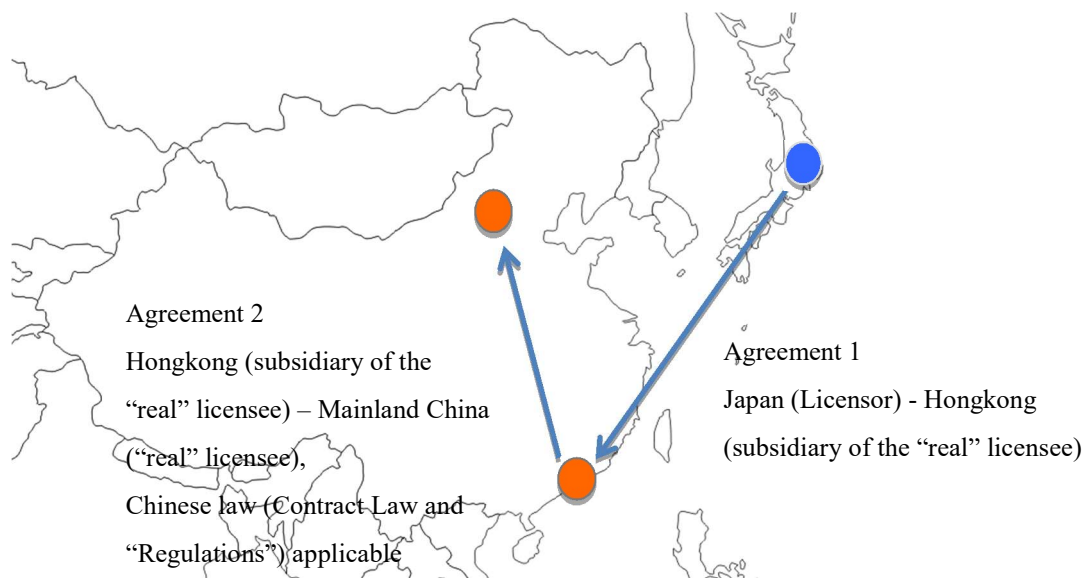 Agreement 2
Hongkong (subsidiary of the
“real” licensee) – Mainland China
(“real” licensee),
Chinese law (Contract Law and
“Regulations”) applicable
Agreement 1
Japan (Licensor) - Hongkong
(subsidiary of the “real” licensee)